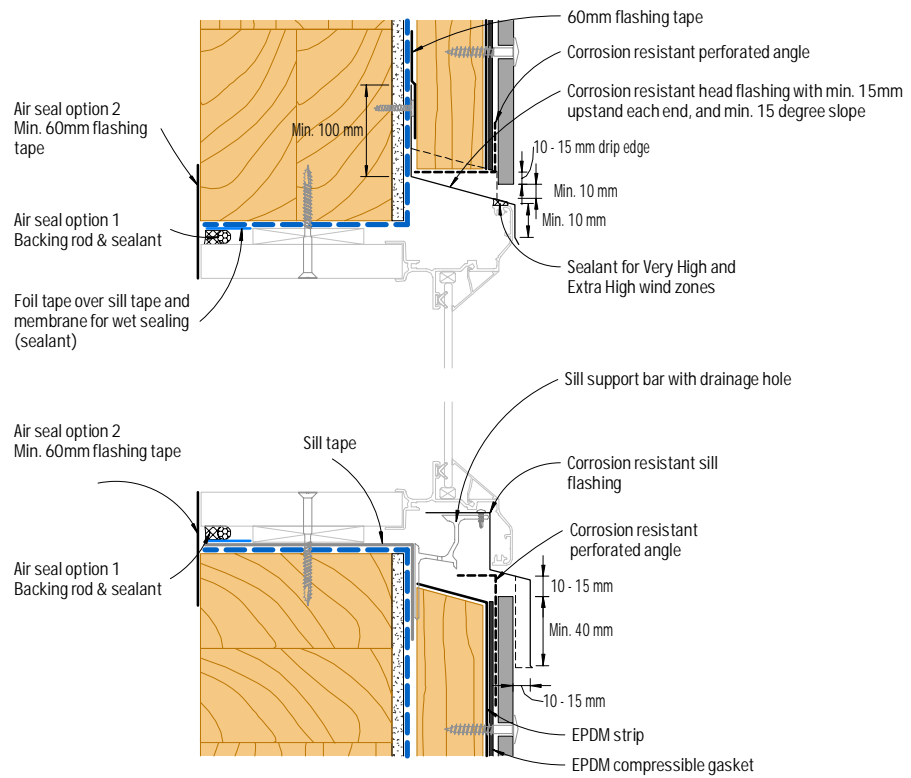 60mm flashing tape
Corrosion resistant perforated angle
Corrosion resistant head flashing with min. 15mm
upstand each end, and min. 15 degree slope
Air seal option 2
Min. 60mm flashing
tape
Min. 100 mm
10 - 15 mm drip edge
Min. 10 mm
Min. 10 mm
Air seal option 1
Backing rod & sealant
Sealant for Very High and
Extra High wind zones
Foil tape over sill tape and
membrane for wet sealing
(sealant)
Sill support bar with drainage hole
Air seal option 2
Min. 60mm flashing tape
Sill tape
Corrosion resistant sill
flashing
Corrosion resistant
perforated angle
Air seal option 1
Backing rod & sealant
10 - 15 mm
Min. 40 mm
10 - 15 mm
EPDM strip
EPDM compressible gasket